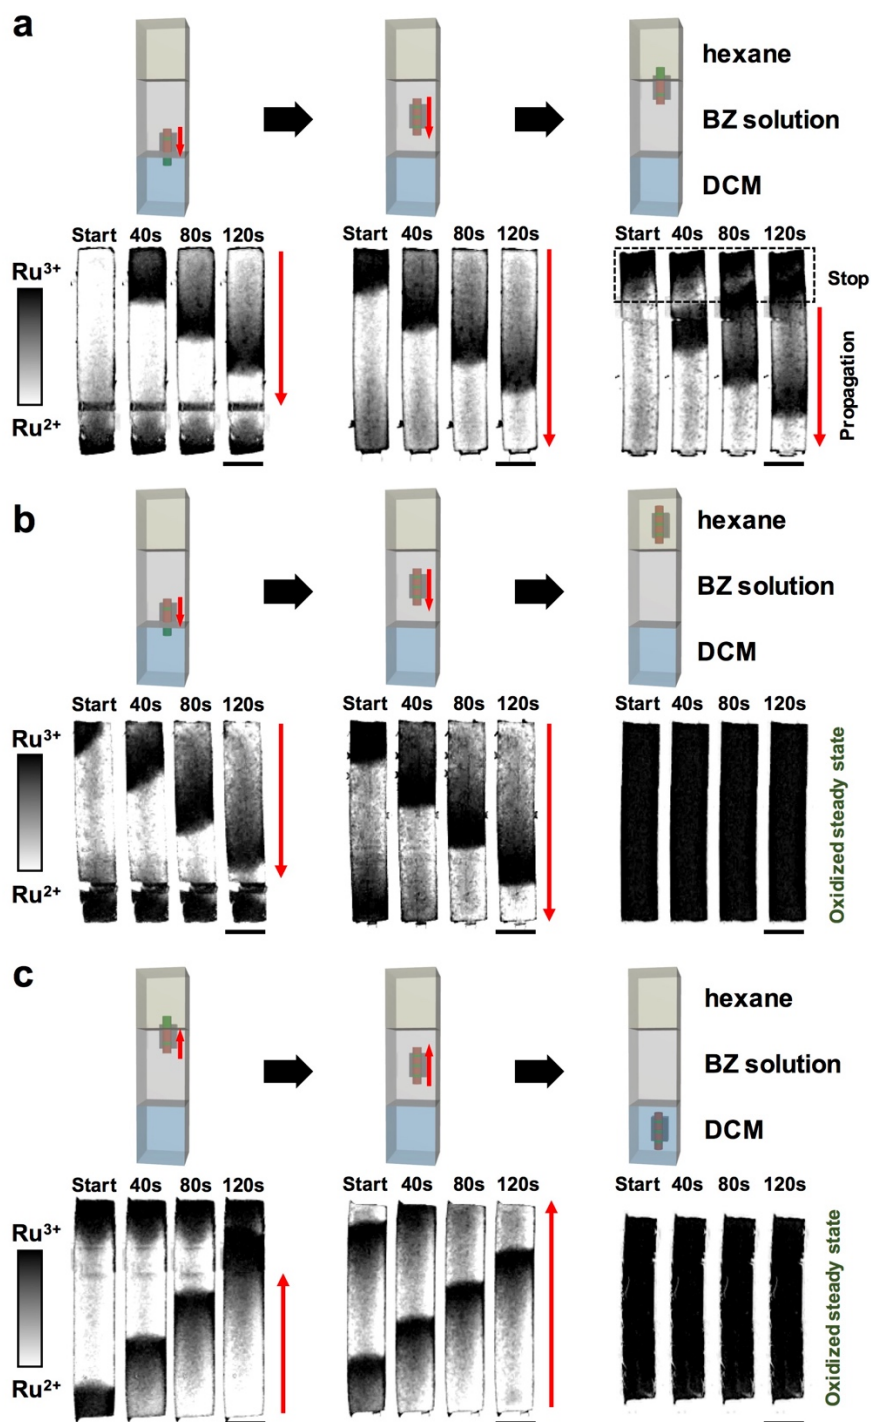 a
hexane
BZ solution
DCM
Start 40s 80s 120s
Start 40s 80s 120s
Start 40s 80s 120s
Ru3+
Ru2+
Stop
Propagation
b
hexane
BZ solution
DCM
Start 40s 80s 120s
Start 40s 80s 120s
Start 40s 80s 120s
Ru3+
Ru2+
Oxidized steady state
c
hexane
BZ solution
DCM
Start 40s 80s 120s
Start 40s 80s 120s
Start 40s 80s 120s
Ru3+
Ru2+
Oxidized steady state